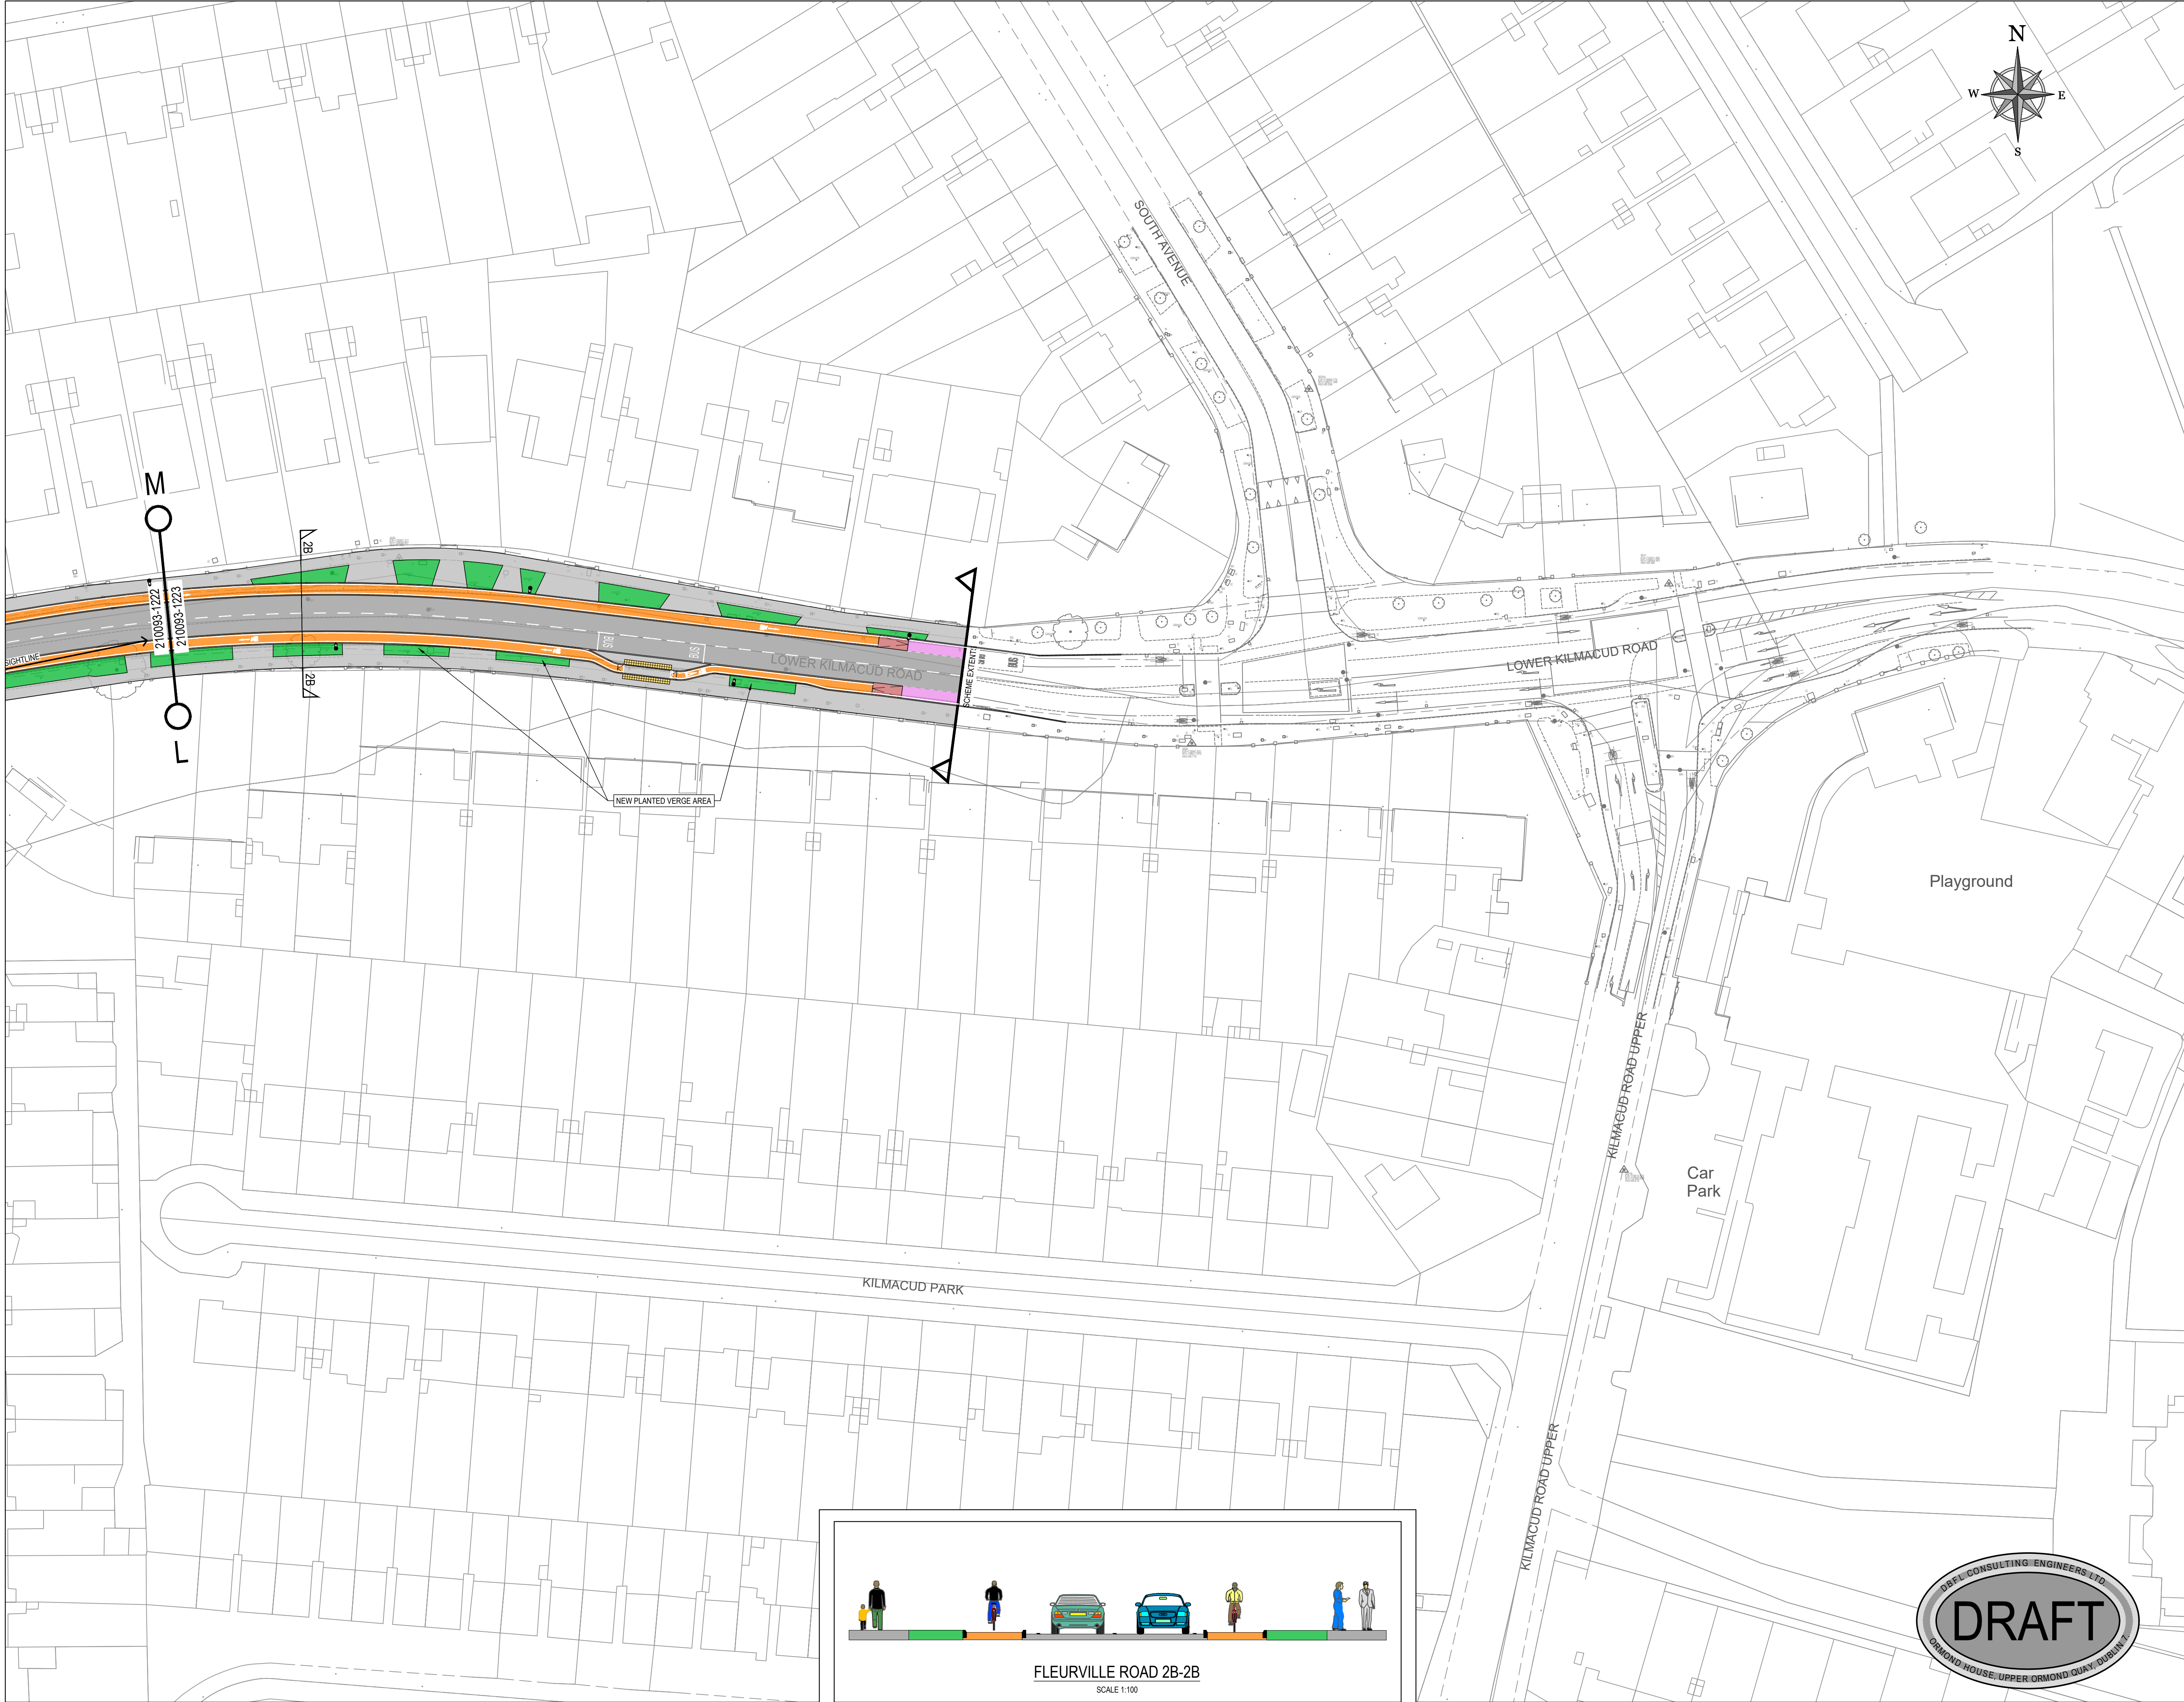 N
W
E
S
SOUTH AVENUE
M
2B
210093-1222
210093-1223
SIGHTLINE
BUS
BUS
LOWER KILMACUD ROAD
SCHEME EXTENT
LOWER KILMACUD ROAD
2B
L
NEW PLANTED VERGE AREA
Playground
KILMACUD ROAD UPPER
Car
Park
KILMACUD PARK
KILMACUD ROAD UPPER
FLEURVILLE ROAD 2B-2B
SCALE 1:100
DBFL CONSULTING ENGINEERS LTD.
DRAFT
ORMOND HOUSE, UPPER ORMOND QUAY, DUBLIN 7.